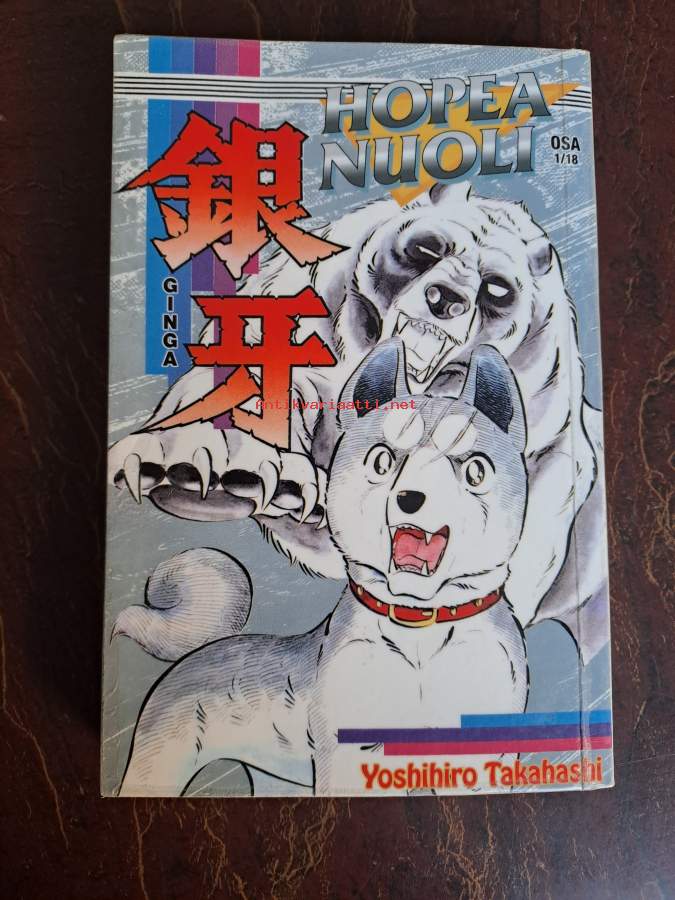 HOPEA
NUOLI
OSA
1/18
銀牙
GINGA
antikvariaatti.net
Yoshihiro Takahashi